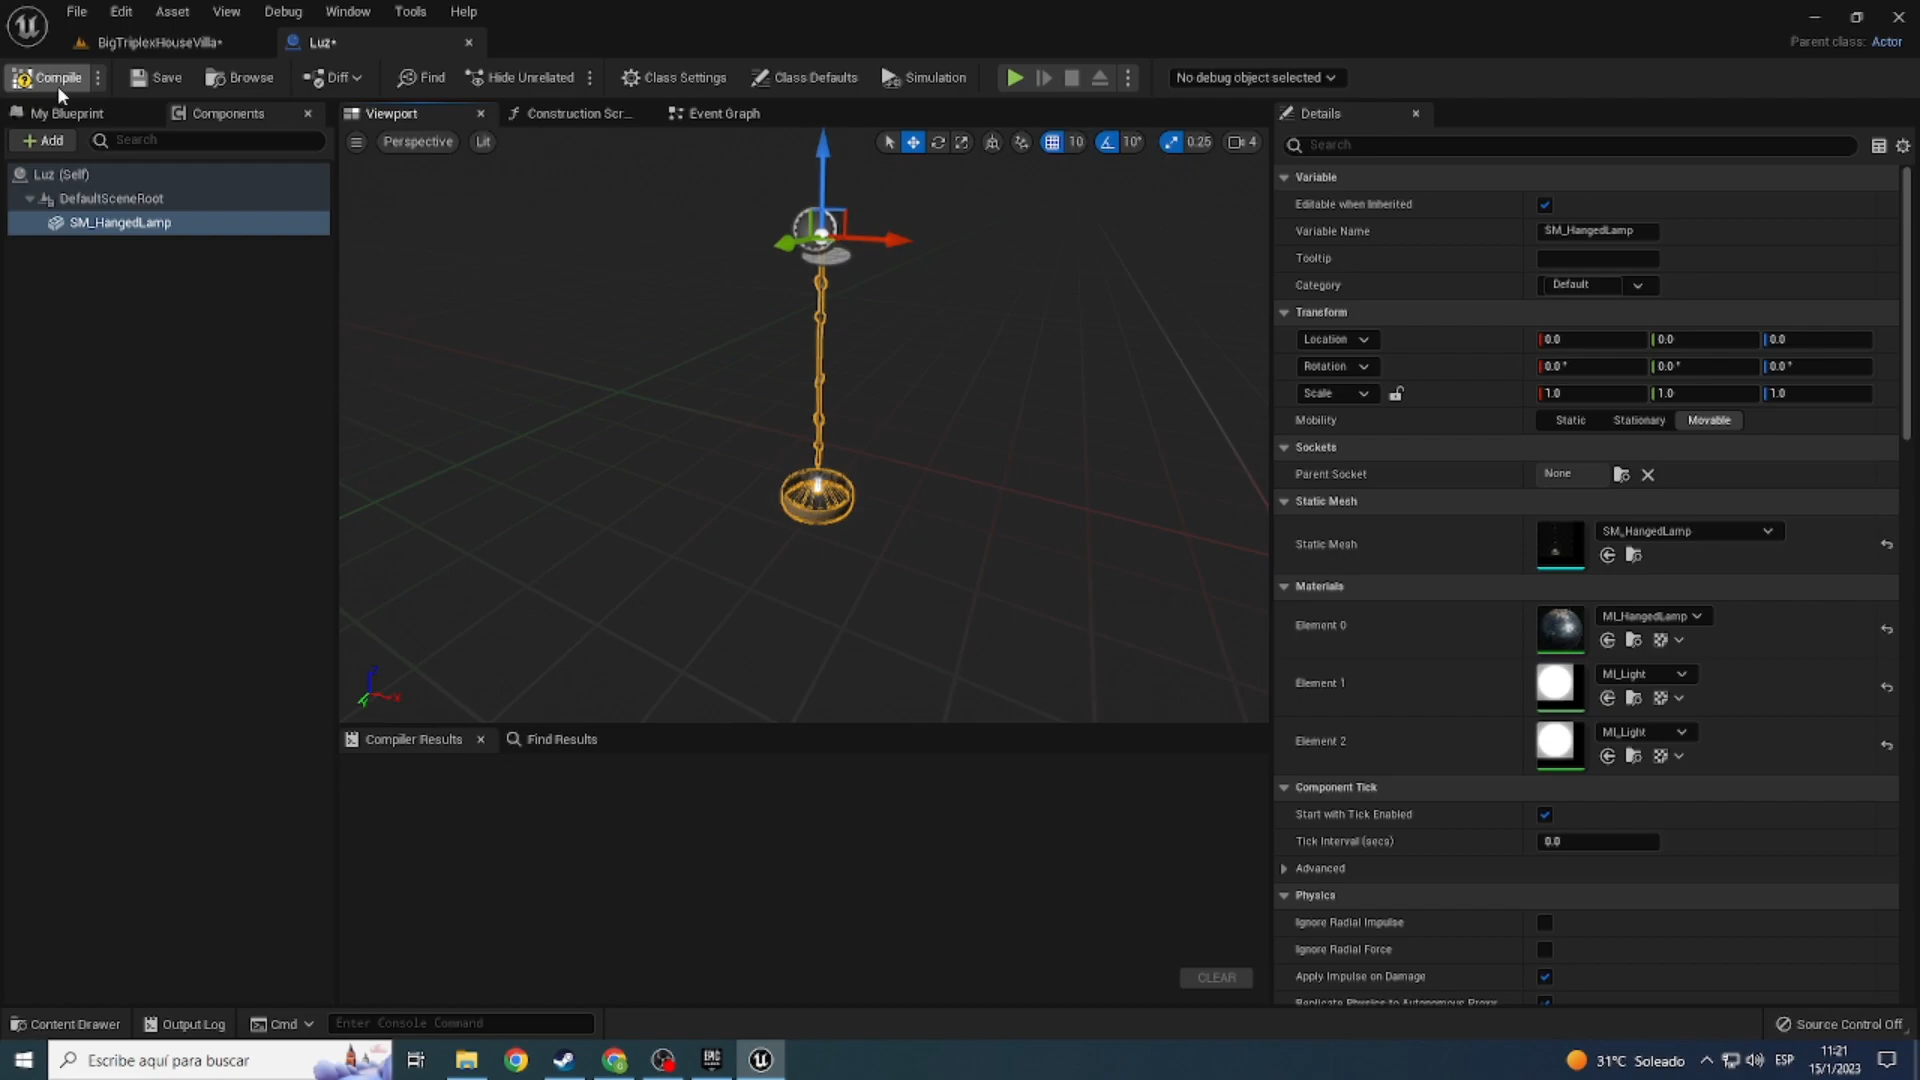 File Edit View Asset Debug Window Tools Help
BigTriplexHouseVilla*
Luz*
Parent class: Actor
Compile Save Browse Diff Find Hide Unrelated Class Settings Class Defaults Simulation No debug object selected
My Blueprint Components
Viewport Construction Scr... Event Graph
Details
Add Search
Perspective Lit 10 10° 0.25 4
Search
Luz (Self)
DefaultSceneRoot
SM_HangedLamp
Variable
Editable when Inherited
Variable Name SM_HangedLamp
Tooltip
Category Default
Transform
Location 0.0 0.0 0.0
Rotation 0.0° 0.0° 0.0°
Scale 1.0 1.0 1.0
Mobility Static Stationary Movable
Sockets
Parent Socket None
Static Mesh
Static Mesh SM_HangedLamp
Materials
Element 0 MI_HangedLamp
Element 1 MI_Light
Element 2 MI_Light
Component Tick
Start with Tick Enabled
Tick Interval (secs) 0.0
Advanced
Physics
Ignore Radial Impulse
Ignore Radial Force
Apply Impulse on Damage
Replicate Physics to Autonomous Proxy
Compiler Results Find Results
CLEAR
Content Drawer Output Log Cmd Enter Console Command Source Control Off
Escribe aquí para buscar
31°C Soleado ESP
11:21
15/1/2023